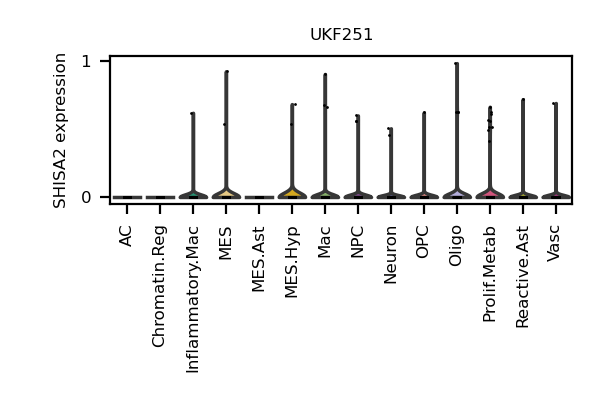 UKF251
SHISA2 expression
1
0
AC
Chromatin.Reg
Inflammatory.Mac
MES
MES.Ast
MES.Hyp
Mac
NPC
Neuron
OPC
Oligo
Prolif.Metab
Reactive.Ast
Vasc